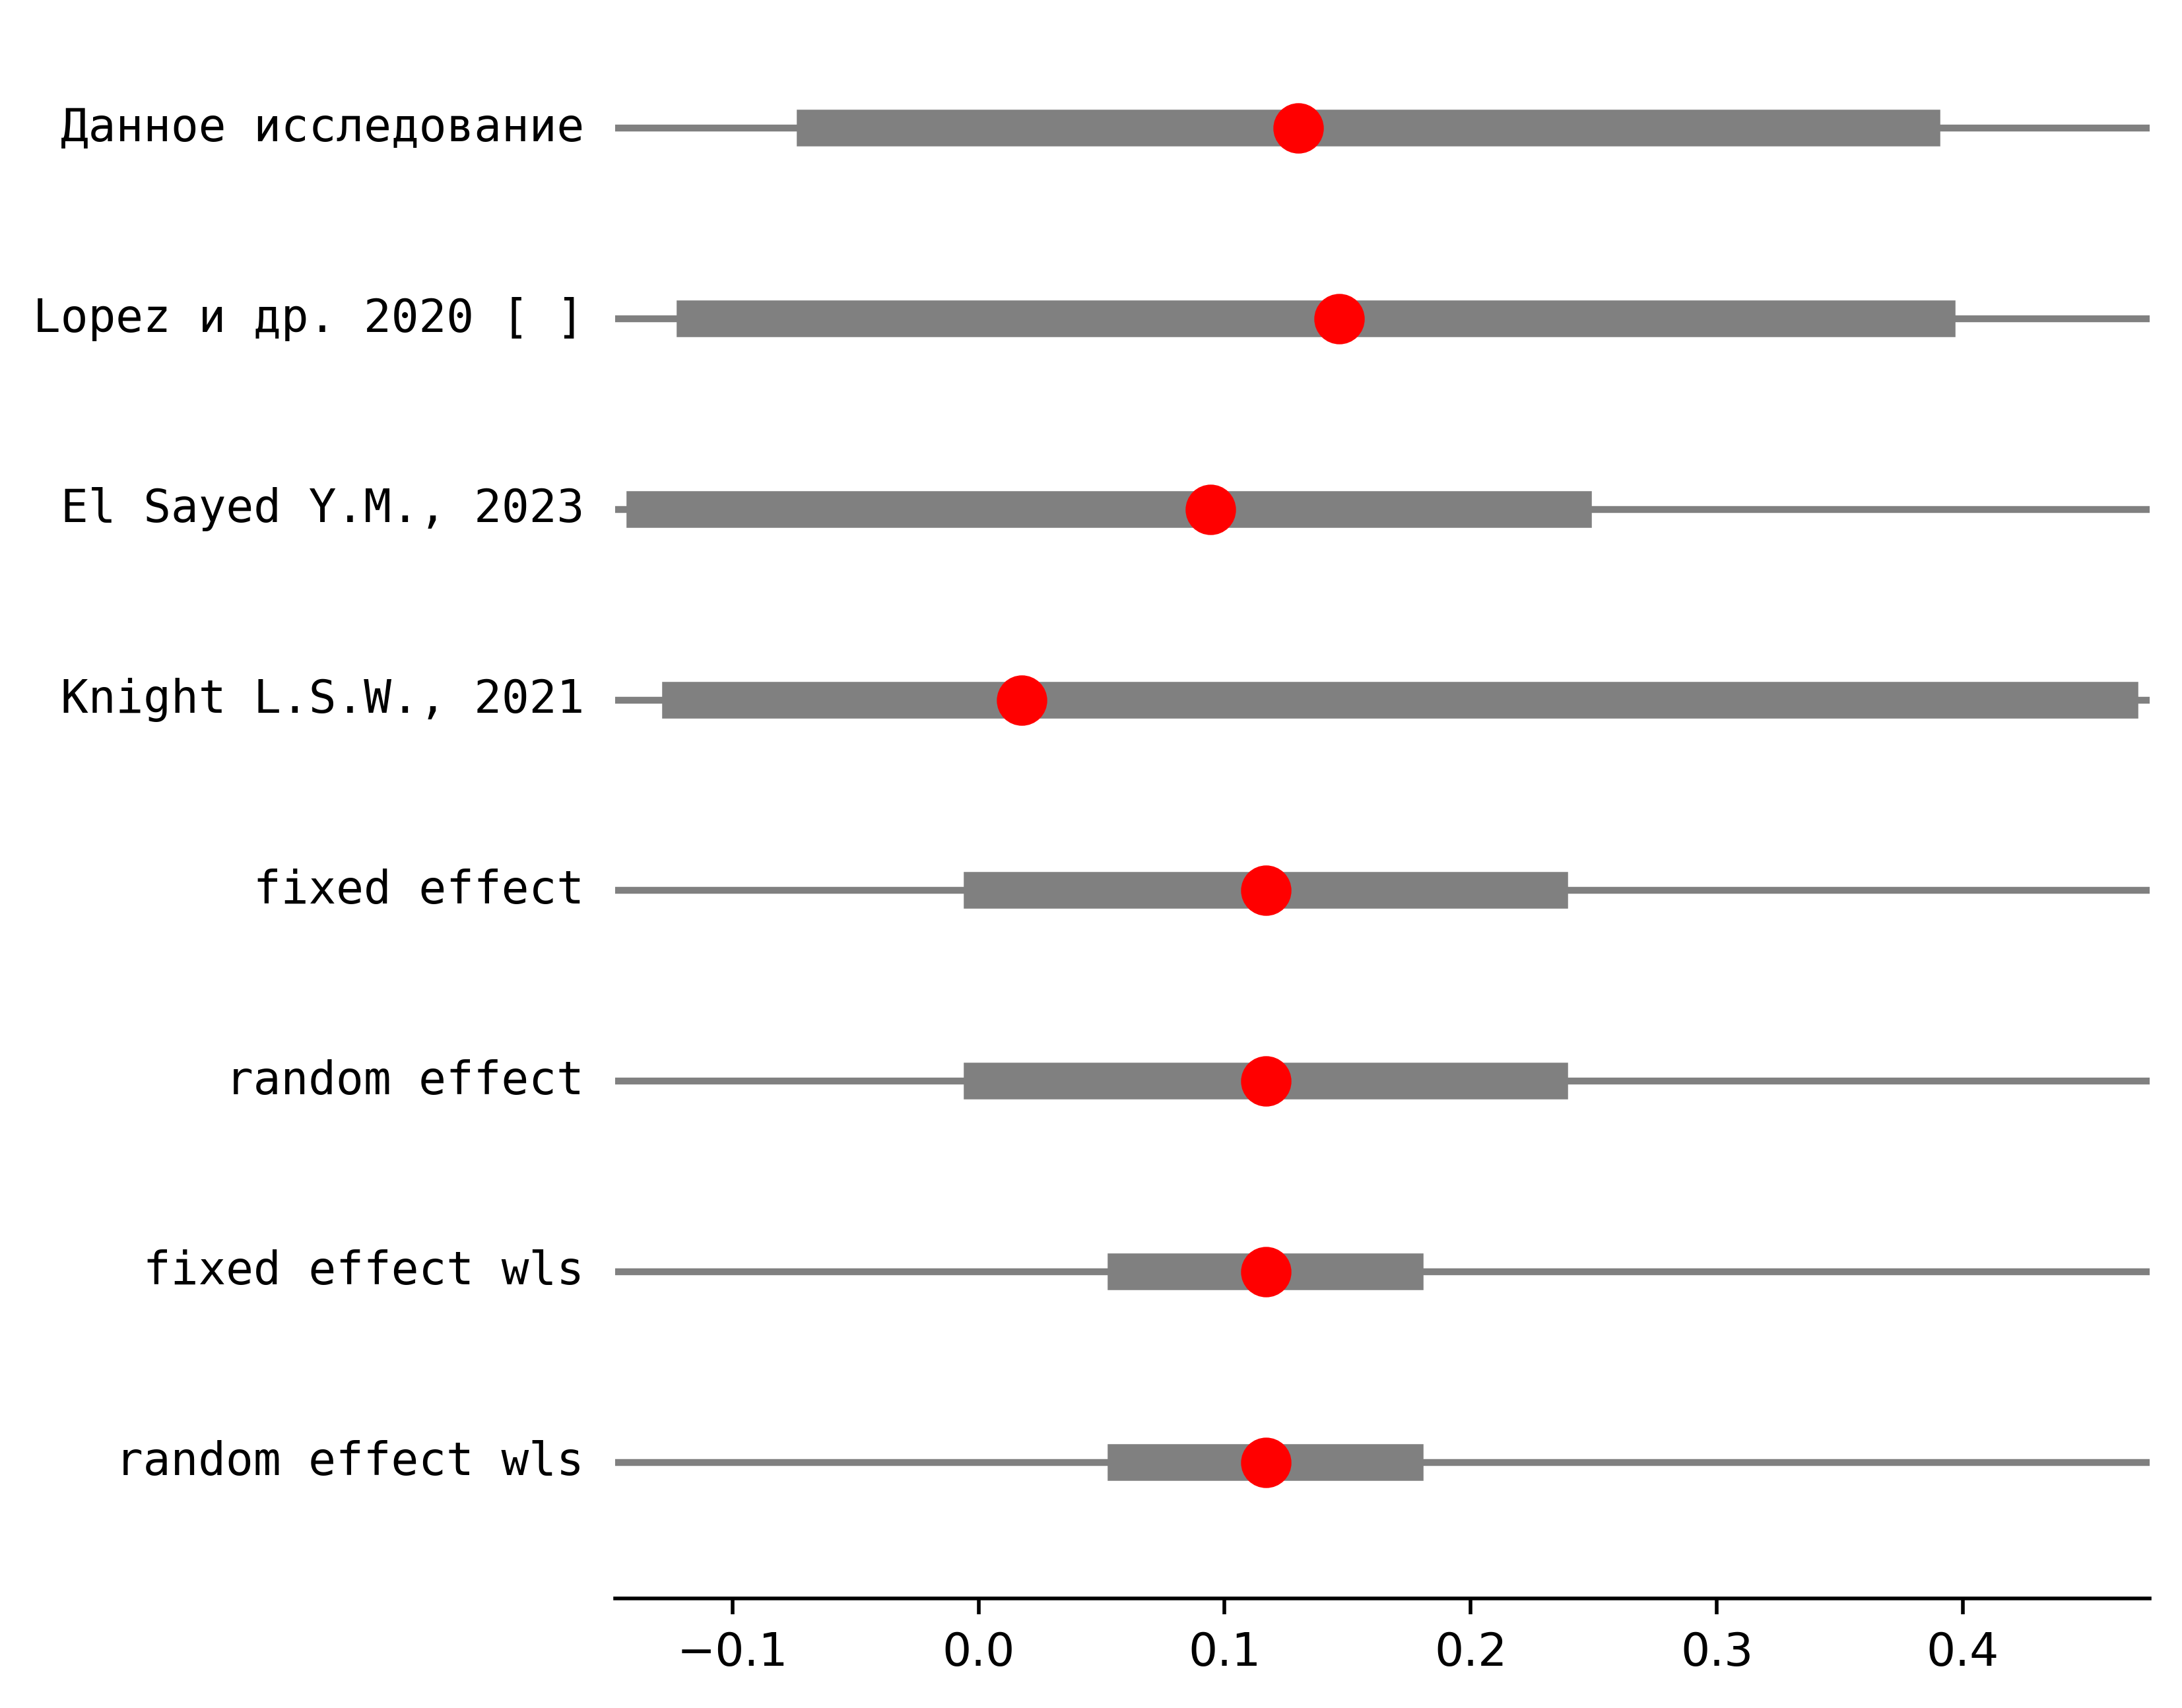 Данное исследование
Lopez и др. 2020 [ ]
El Sayed Y.M., 2023
Knight L.S.W., 2021
fixed effect
random effect
fixed effect wls
random effect wls
−0.1 0.0 0.1 0.2 0.3 0.4